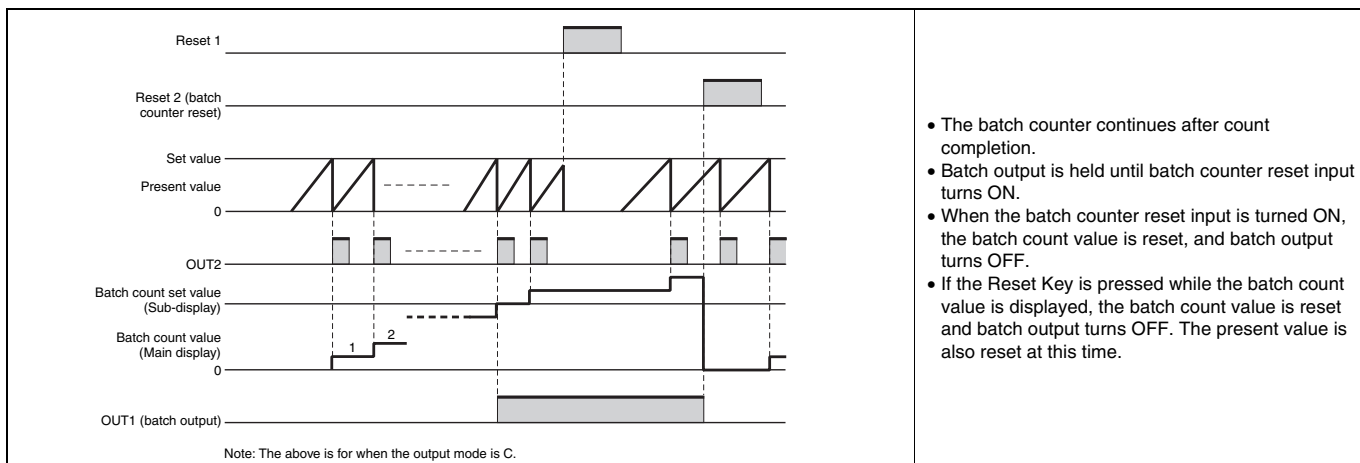 Reset 1
Reset 2 (batch
counter reset)
Set value
Present value
0
OUT2
Batch count set value
(Sub-display)
Batch count value
(Main display)
1
2
0
OUT1 (batch output)
Note: The above is for when the output mode is C.
• The batch counter continues after count
completion.
• Batch output is held until batch counter reset input
turns ON.
• When the batch counter reset input is turned ON,
the batch count value is reset, and batch output
turns OFF.
• If the Reset Key is pressed while the batch count
value is displayed, the batch count value is reset
and batch output turns OFF. The present value is
also reset at this time.